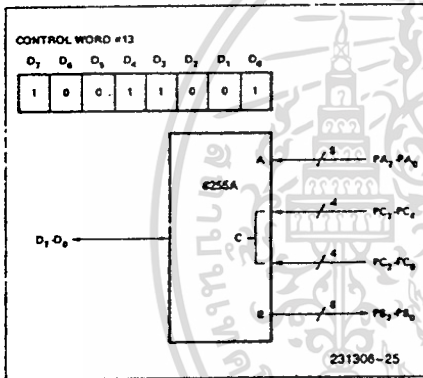 CONTROL WORD #13
D₇ D₆ D₅ D₄ D₃ D₂ D₁ D₀
1 0 0 1 1 0 0 1
8255A
A
8
PA₇-PA₀
4
PC₇-PC₄
C
D₇-D₀
4
PC₃-PC₀
B
8
PB₇-PB₀
231306-25